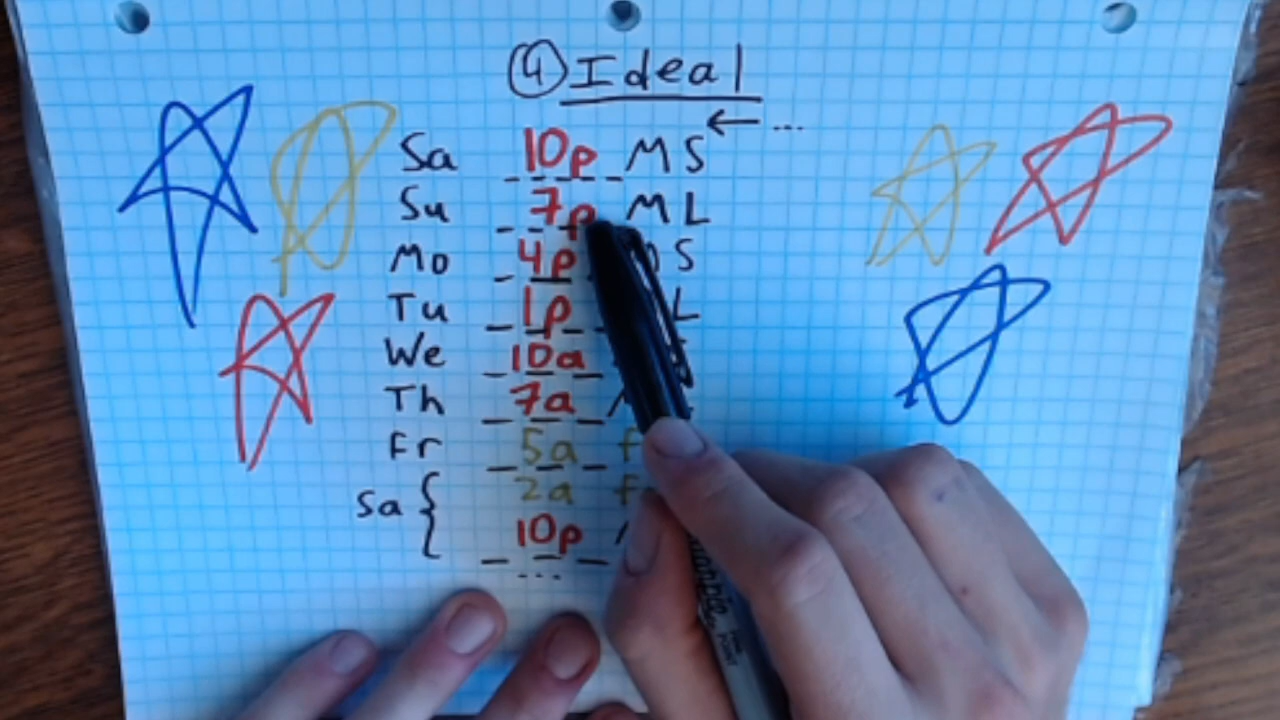 ④ Ideal
← ...
Sa 10p MS
Su 7p ML
Mo 4p S
Tu 1p L
We 10a
Th 7a
Fr 5a f
Sa { 2a f
10p
...